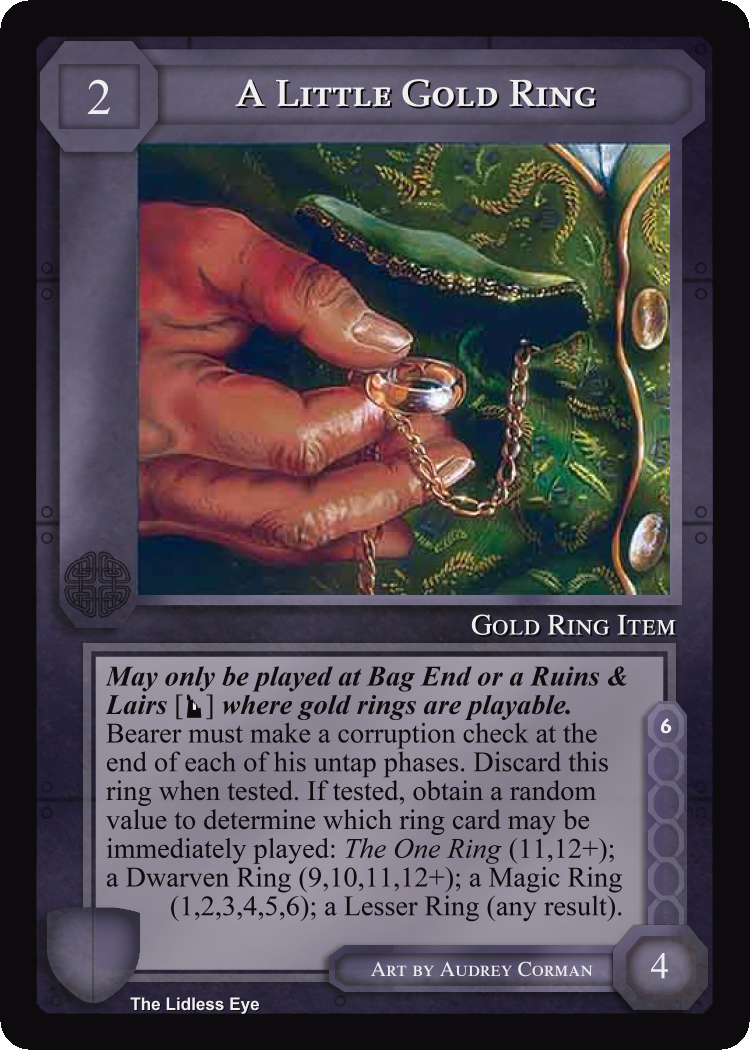 2
A Little Gold Ring
Gold Ring Item
May only be played at Bag End or a Ruins &
Lairs [] where gold rings are playable.
Bearer must make a corruption check at the
end of each of his untap phases. Discard this
ring when tested. If tested, obtain a random
value to determine which ring card may be
immediately played: The One Ring (11,12+);
a Dwarven Ring (9,10,11,12+); a Magic Ring
(1,2,3,4,5,6); a Lesser Ring (any result).
6
Art by Audrey Corman
4
The Lidless Eye